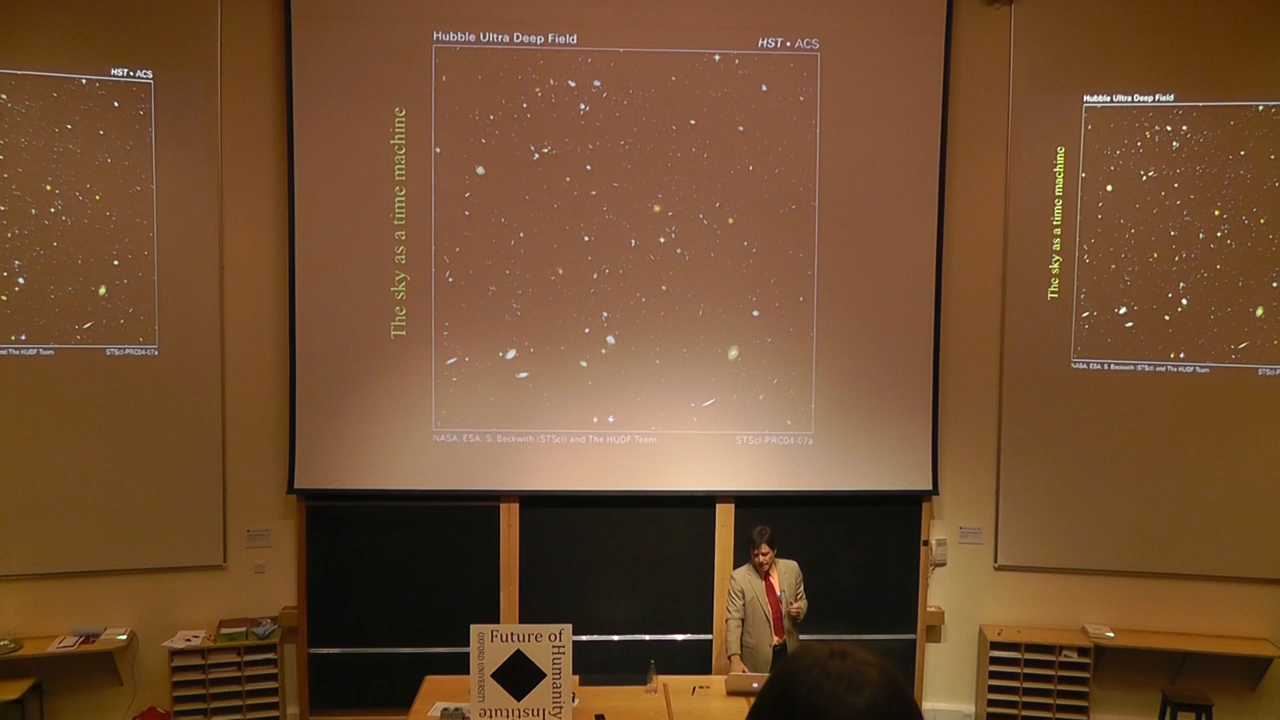 HST • ACS
STScI-PRC04-07a
Hubble Ultra Deep Field
HST • ACS
The sky as a time machine
NASA, ESA, S. Beckwith (STScI) and The HUDF Team
STScI-PRC04-07a
Hubble Ultra Deep Field
The sky as a time machine
NASA, ESA, S. Beckwith (STScI) and The HUDF Team
Future of
Humanity
Institute
OXFORD UNIVERSITY